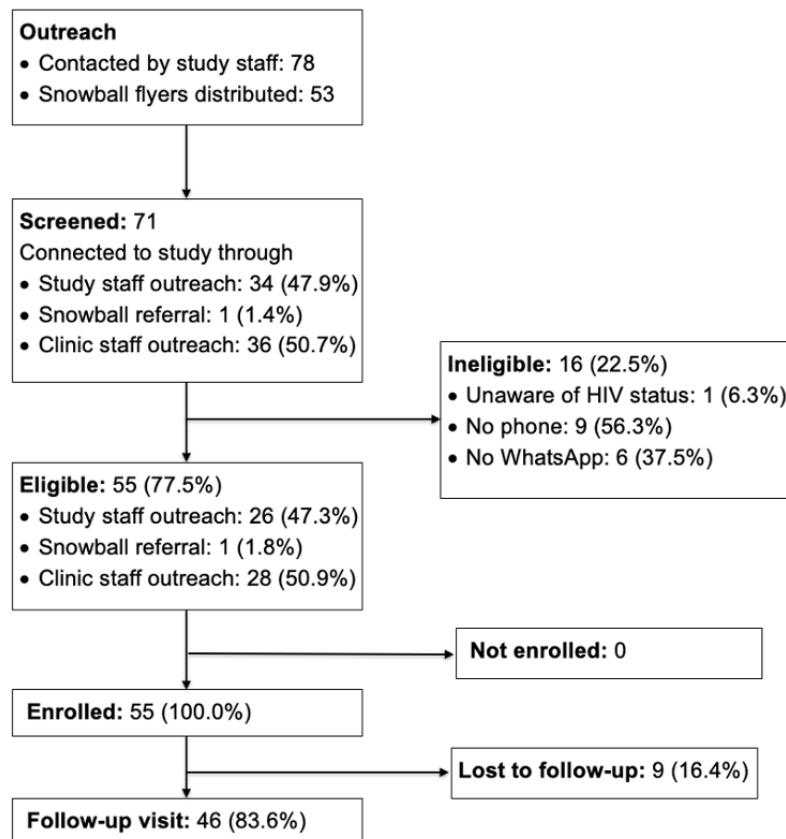 Outreach
• Contacted by study staff: 78
• Snowball flyers distributed: 53
Screened: 71
Connected to study through
• Study staff outreach: 34 (47.9%)
• Snowball referral: 1 (1.4%)
• Clinic staff outreach: 36 (50.7%)
Ineligible: 16 (22.5%)
• Unaware of HIV status: 1 (6.3%)
• No phone: 9 (56.3%)
• No WhatsApp: 6 (37.5%)
Eligible: 55 (77.5%)
• Study staff outreach: 26 (47.3%)
• Snowball referral: 1 (1.8%)
• Clinic staff outreach: 28 (50.9%)
Not enrolled: 0
Enrolled: 55 (100.0%)
Lost to follow-up: 9 (16.4%)
Follow-up visit: 46 (83.6%)